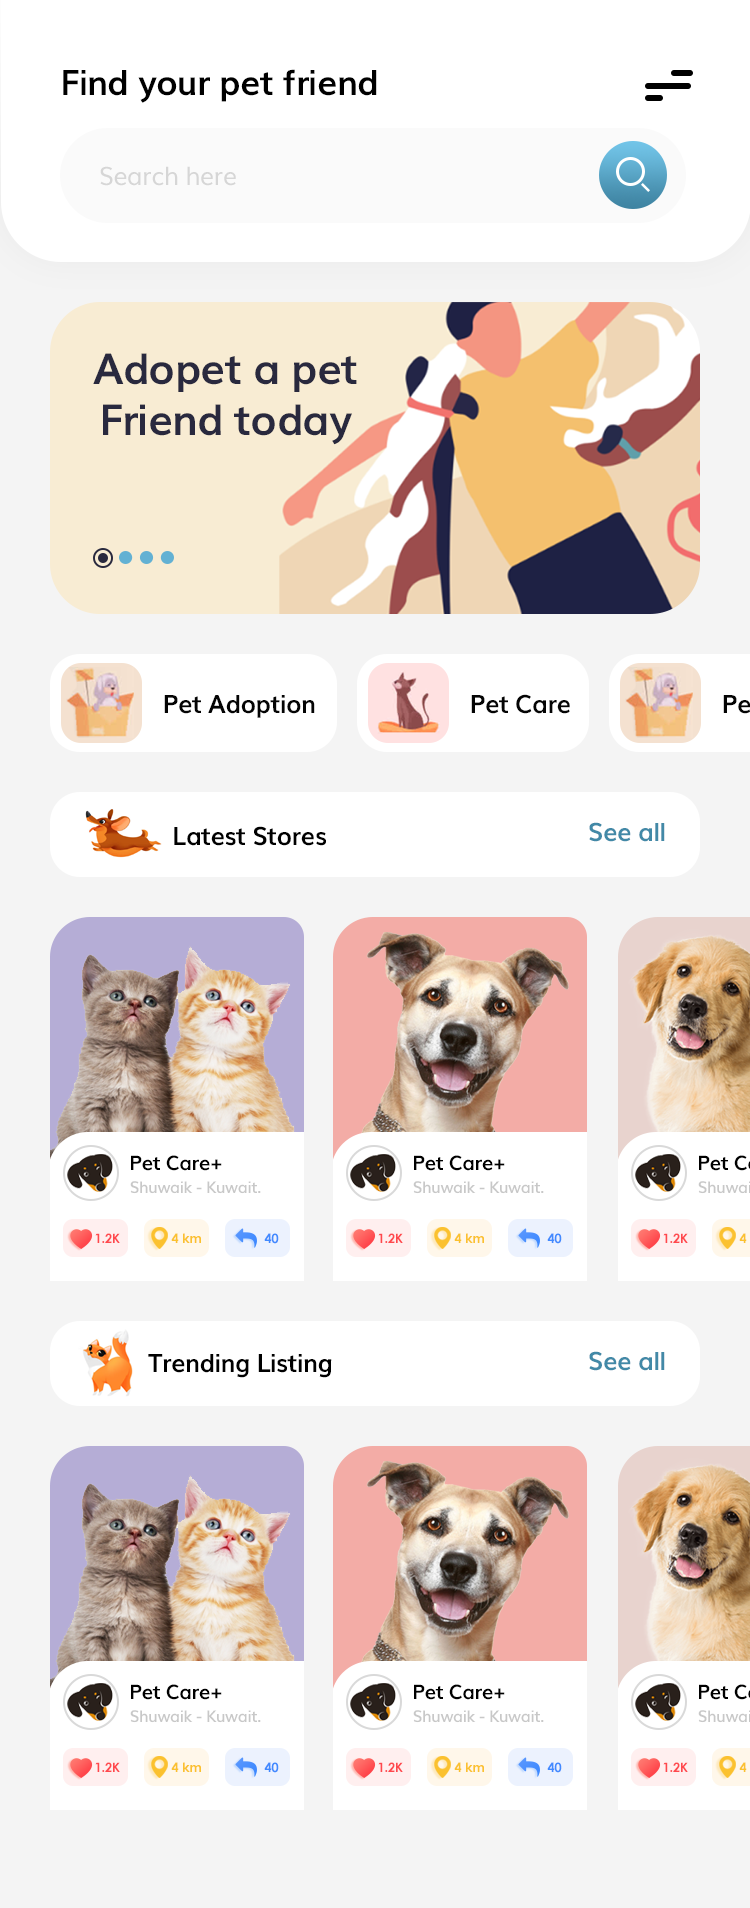 Find your pet friend
Search here
Adopet a pet
Friend today
Pet Adoption
Pet Care
Pe
Latest Stores
See all
Pet Care+
Shuwaik - Kuwait.
1.2K
4 km
40
Pet Care+
Shuwaik - Kuwait.
1.2K
4 km
40
Pet C
Shuwai
1.2K
4
Trending Listing
See all
Pet Care+
Shuwaik - Kuwait.
1.2K
4 km
40
Pet Care+
Shuwaik - Kuwait.
1.2K
4 km
40
Pet C
Shuwai
1.2K
4